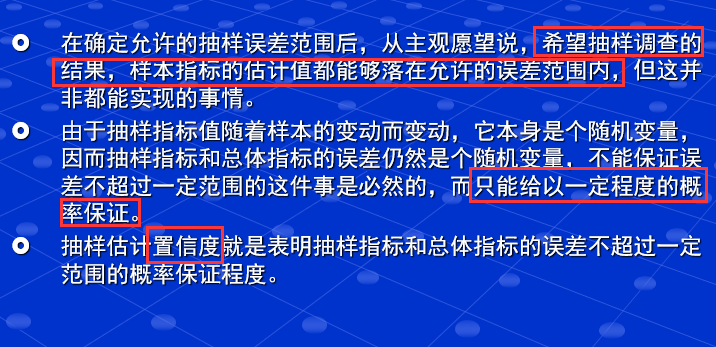 在确定允许的抽样误差范围后，从主观愿望说，希望抽样调查的
结果，样本指标的估计值都能够落在允许的误差范围内，但这并
非都能实现的事情。
由于抽样指标值随着样本的变动而变动，它本身是个随机变量，
因而抽样指标和总体指标的误差仍然是个随机变量，不能保证误
差不超过一定范围的这件事是必然的，而只能给以一定程度的概
率保证。
抽样估计置信度就是表明抽样指标和总体指标的误差不超过一定
范围的概率保证程度。